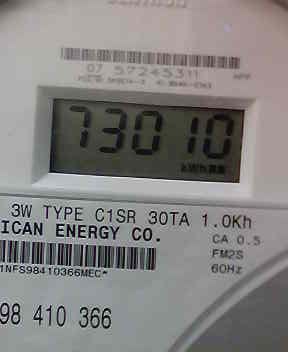 07 57245311
73010
3W TYPE C1SR 30TA 1.0Kh
ICAN ENERGY CO.
CA 0.5
FM2S
1NFS98410366MEC*
60Hz
98 410 366